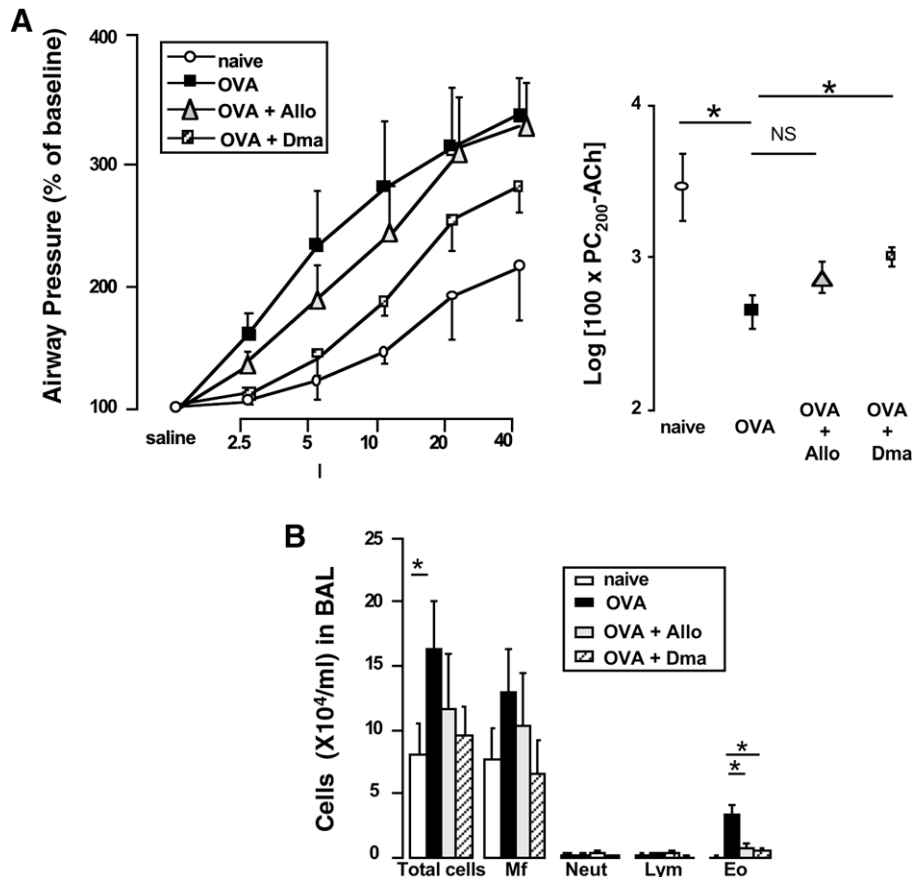 A
400
300
200
100
Airway Pressure (% of baseline)
naive
OVA
OVA + Allo
OVA + Dma
saline
2.5
5
10
20
40
I
4
3
2
Log [100 x PC200-ACh]
*
NS
*
naive
OVA
OVA
+
Allo
OVA
+
Dma
B
25
20
15
10
5
0
Cells (X10⁴/ml) in BAL
*
naive
OVA
OVA + Allo
OVA + Dma
*
*
Total cells
Mf
Neut
Lym
Eo